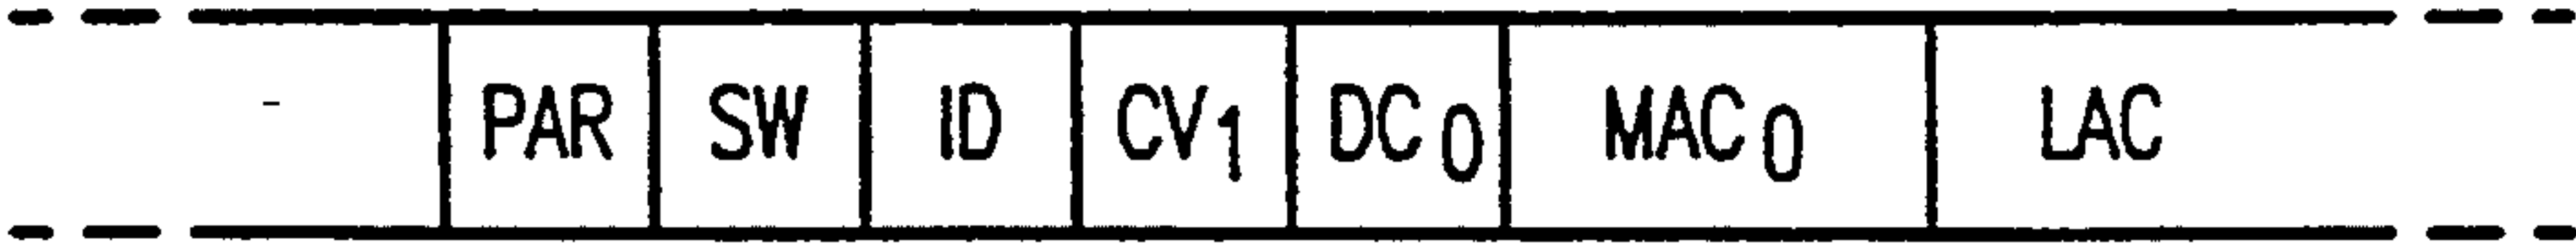 - PAR SW ID CV₁ DC₀ MAC₀ LAC